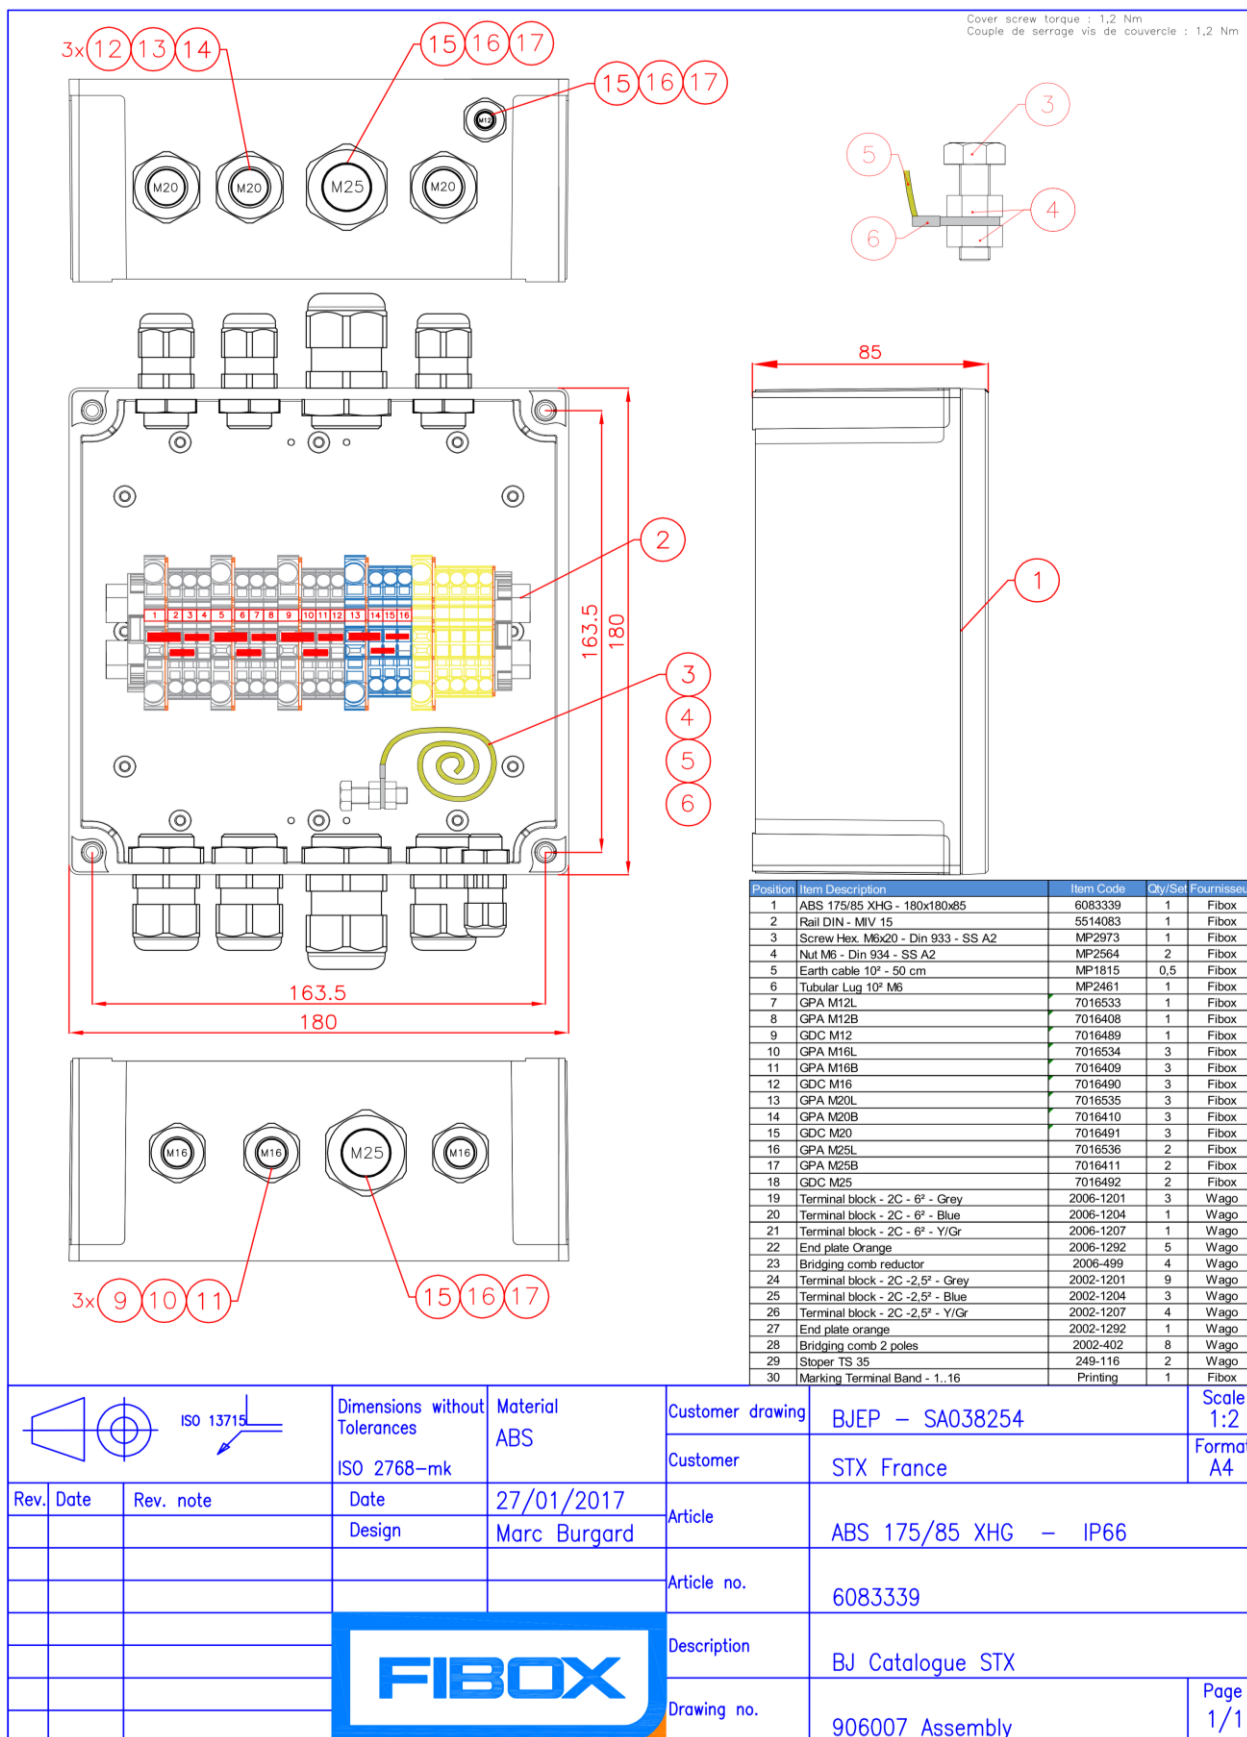 Cover screw torque : 1,2 Nm
Couple de serrage vis de couvercle : 1,2 Nm
3x 12 13 14
15 16 17
15 16 17
M12
M20 M20 M25 M20
3
5
4
6
85
2
1
163.5
180
1 2 3 4 5 6 7 8 9 10 11 12 13 14 15 16
3
4
5
6
163.5
180
M16 M16 M25 M16
3x 9 10 11
15 16 17
Position Item Description Item Code Qty/Set Fournisseu
1 ABS 175/85 XHG - 180x180x85 6083339 1 Fibox
2 Rail DIN - MIV 15 5514083 1 Fibox
3 Screw Hex. M6x20 - Din 933 - SS A2 MP2973 1 Fibox
4 Nut M6 - Din 934 - SS A2 MP2564 2 Fibox
5 Earth cable 10² - 50 cm MP1815 0,5 Fibox
6 Tubular Lug 10² M6 MP2461 1 Fibox
7 GPA M12L 7016533 1 Fibox
8 GPA M12B 7016408 1 Fibox
9 GDC M12 7016489 1 Fibox
10 GPA M16L 7016534 3 Fibox
11 GPA M16B 7016409 3 Fibox
12 GDC M16 7016490 3 Fibox
13 GPA M20L 7016535 3 Fibox
14 GPA M20B 7016410 3 Fibox
15 GDC M20 7016491 3 Fibox
16 GPA M25L 7016536 2 Fibox
17 GPA M25B 7016411 2 Fibox
18 GDC M25 7016492 2 Fibox
19 Terminal block - 2C - 6² - Grey 2006-1201 3 Wago
20 Terminal block - 2C - 6² - Blue 2006-1204 1 Wago
21 Terminal block - 2C - 6² - Y/Gr 2006-1207 1 Wago
22 End plate Orange 2006-1292 5 Wago
23 Bridging comb reductor 2006-499 4 Wago
24 Terminal block - 2C -2,5² - Grey 2002-1201 9 Wago
25 Terminal block - 2C -2,5² - Blue 2002-1204 3 Wago
26 Terminal block - 2C -2,5² - Y/Gr 2002-1207 4 Wago
27 End plate orange 2002-1292 1 Wago
28 Bridging comb 2 poles 2002-402 8 Wago
29 Stoper TS 35 249-116 2 Wago
30 Marking Terminal Band - 1..16 Printing 1 Fibox
ISO 13715
Dimensions without Tolerances
ISO 2768-mk
Material
ABS
Customer drawing BJEP - SA038254
Scale
1:2
Customer STX France
Format
A4
Rev. Date Rev. note
Date 27/01/2017
Design Marc Burgard
Article ABS 175/85 XHG - IP66
Article no. 6083339
Description BJ Catalogue STX
FIBOX
Drawing no. 906007 Assembly
Page
1/1